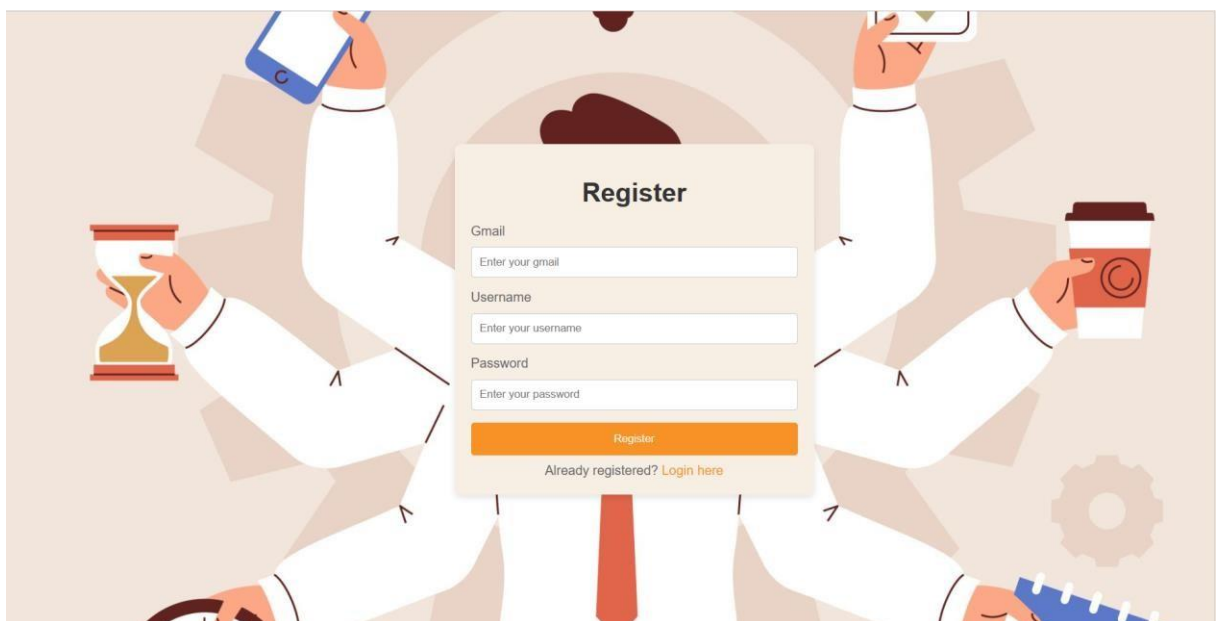 Register
Gmail
Enter your gmail
Username
Enter your username
Password
Enter your password
Register
Already registered? Login here